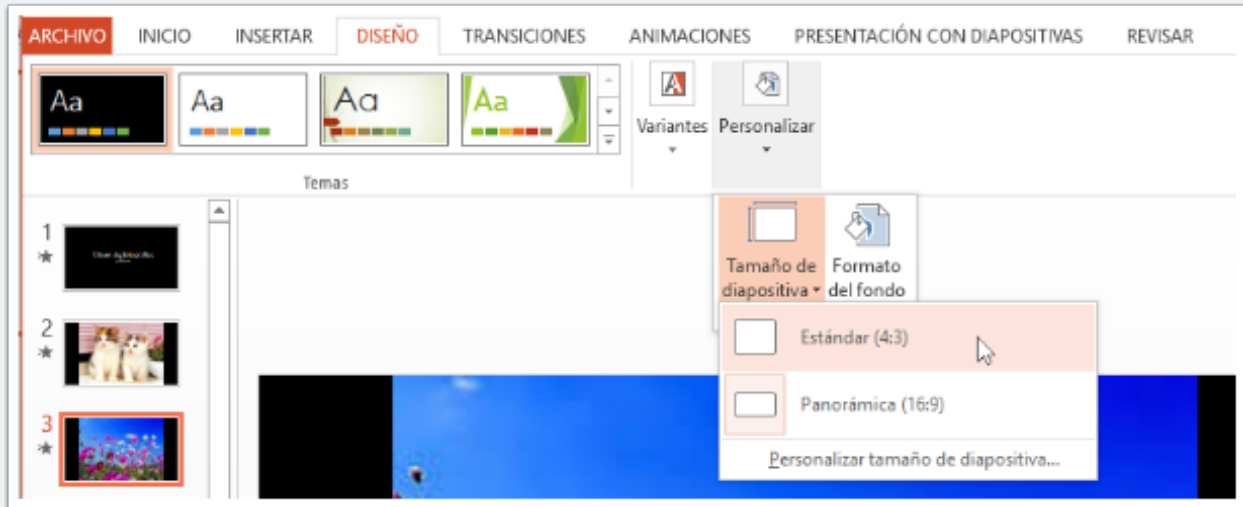 ARCHIVO INICIO INSERTAR DISEÑO TRANSICIONES ANIMACIONES PRESENTACIÓN CON DIAPOSITIVAS REVISAR
Aa Aa Aa Aa
Variantes Personalizar
Temas
1
Tamaño de
diapositiva
Formato
del fondo
2
Estándar (4:3)
Panorámica (16:9)
3
Personalizar tamaño de diapositiva...